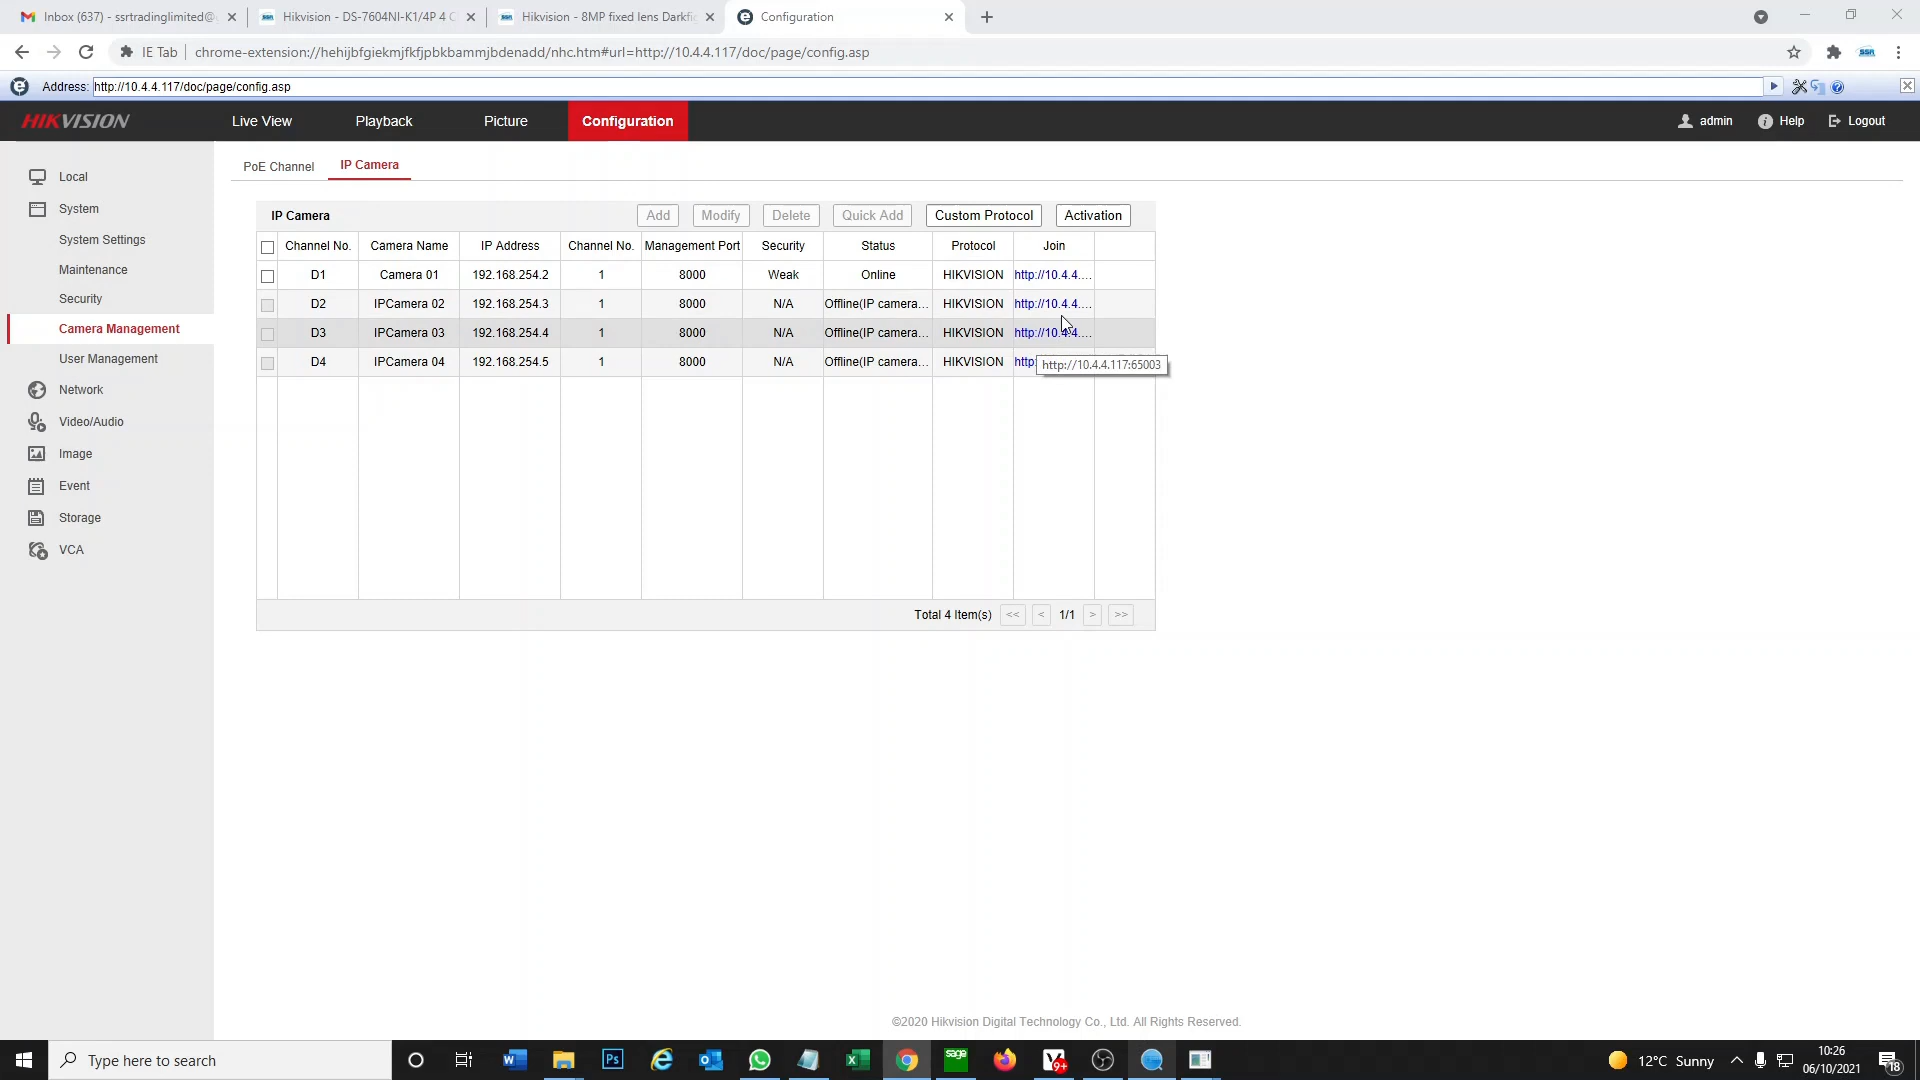 Inbox (637) - ssrtradinglimited@
Hikvision - DS-7604NI-K1/4P 4 C
Hikvision - 8MP fixed lens Darkfi
Configuration
IE Tab
chrome-extension://hehijbfgiekmjfkfjpbkbammjbdenadd/nhc.htm#url=http://10.4.4.117/doc/page/config.asp
SSR
Address: http://10.4.4.117/doc/page/config.asp
HIKVISION
Live View
Playback
Picture
Configuration
admin
Help
Logout
Local
System
System Settings
Maintenance
Security
Camera Management
User Management
Network
Video/Audio
Image
Event
Storage
VCA
PoE Channel
IP Camera
IP Camera
Add
Modify
Delete
Quick Add
Custom Protocol
Activation
Channel No. Camera Name IP Address Channel No. Management Port Security Status Protocol Join
D1 Camera 01 192.168.254.2 1 8000 Weak Online HIKVISION http://10.4.4....
D2 IPCamera 02 192.168.254.3 1 8000 N/A Offline(IP camera... HIKVISION http://10.4.4....
D3 IPCamera 03 192.168.254.4 1 8000 N/A Offline(IP camera... HIKVISION http://10.4.4....
D4 IPCamera 04 192.168.254.5 1 8000 N/A Offline(IP camera... HIKVISION http:
http://10.4.4.117:65003
Total 4 Item(s) << < 1/1 > >>
©2020 Hikvision Digital Technology Co., Ltd. All Rights Reserved.
Type here to search
Ps
sage
9+
12°C Sunny
10:26
06/10/2021
18